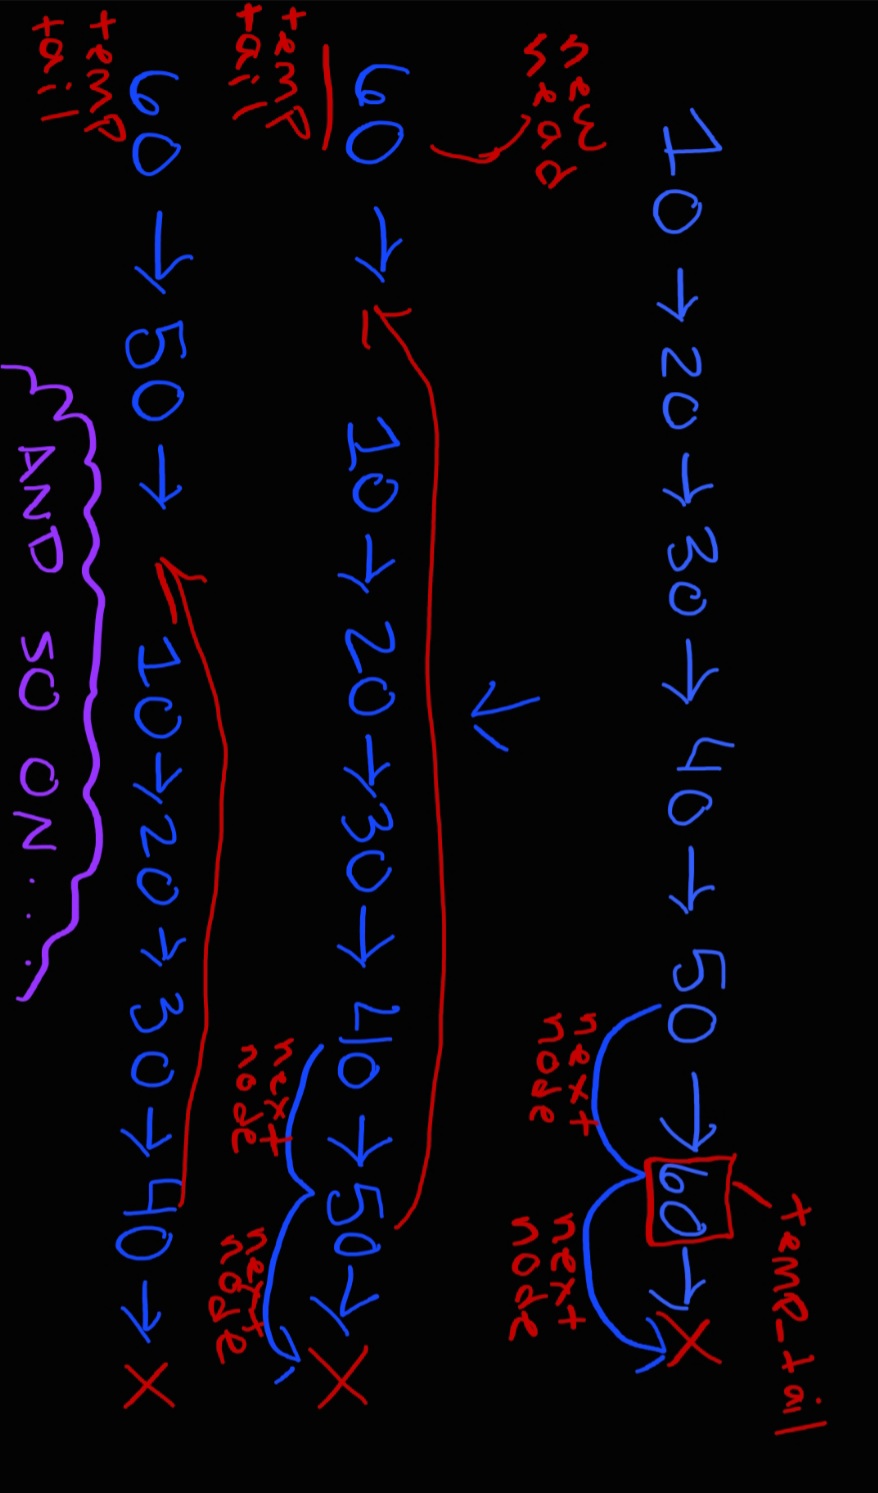 temp_tail
10 → 20 → 30 → 40 → 50 → 60 → X
next
node
next
node
new
head
60 → 10 → 20 → 30 → 40 → 50 → X
temp
tail
next
node
next
node
60 → 50 → 10 → 20 → 30 → 40 → X
temp
tail
AND SO ON....